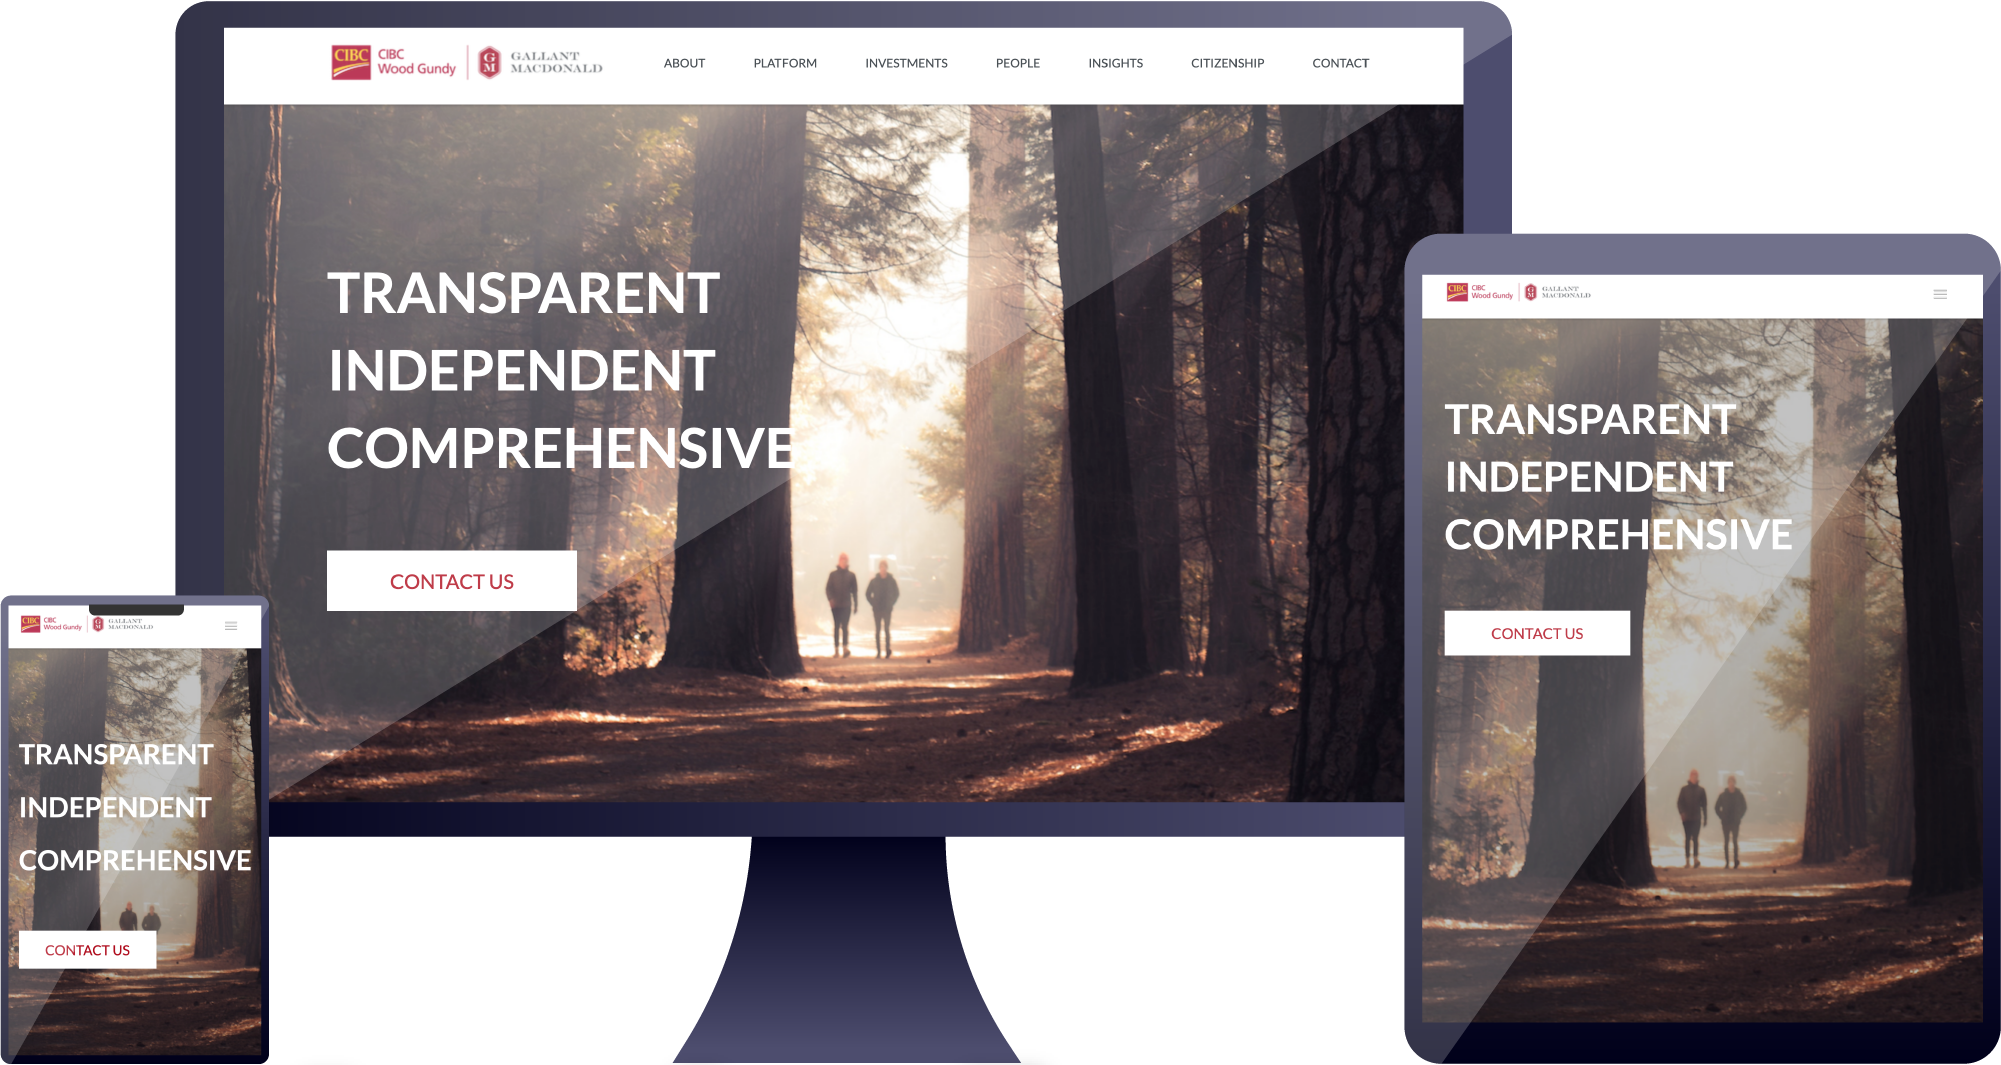 CIBC
CIBC
Wood Gundy
GM
GALLANT
MACDONALD
ABOUT
PLATFORM
INVESTMENTS
PEOPLE
INSIGHTS
CITIZENSHIP
CONTACT
TRANSPARENT
INDEPENDENT
COMPREHENSIVE
CONTACT US
CIBC
CIBC
Wood Gundy
GM
GALLANT
MACDONALD
TRANSPARENT
INDEPENDENT
COMPREHENSIVE
CONTACT US
CIBC
CIBC
Wood Gundy
GM
GALLANT
MACDONALD
TRANSPARENT
INDEPENDENT
COMPREHENSIVE
CONTACT US